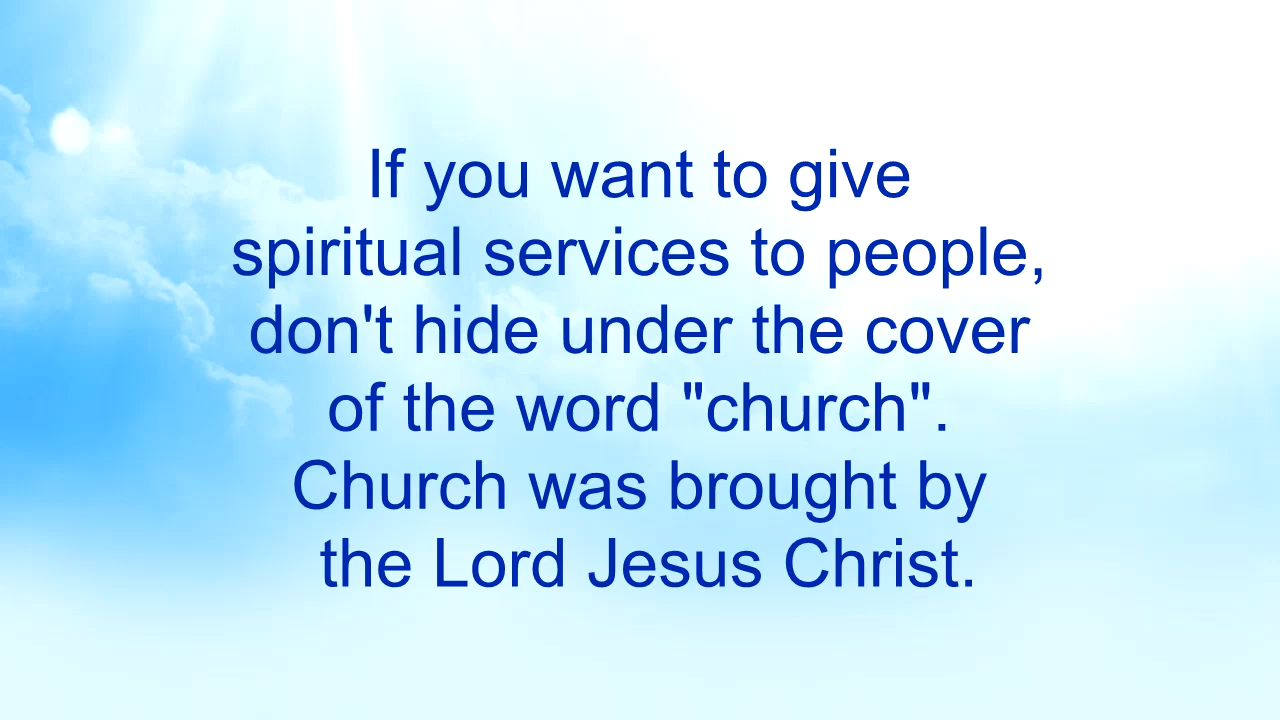 If you want to give
spiritual services to people,
don't hide under the cover
of the word "church".
Church was brought by
the Lord Jesus Christ.